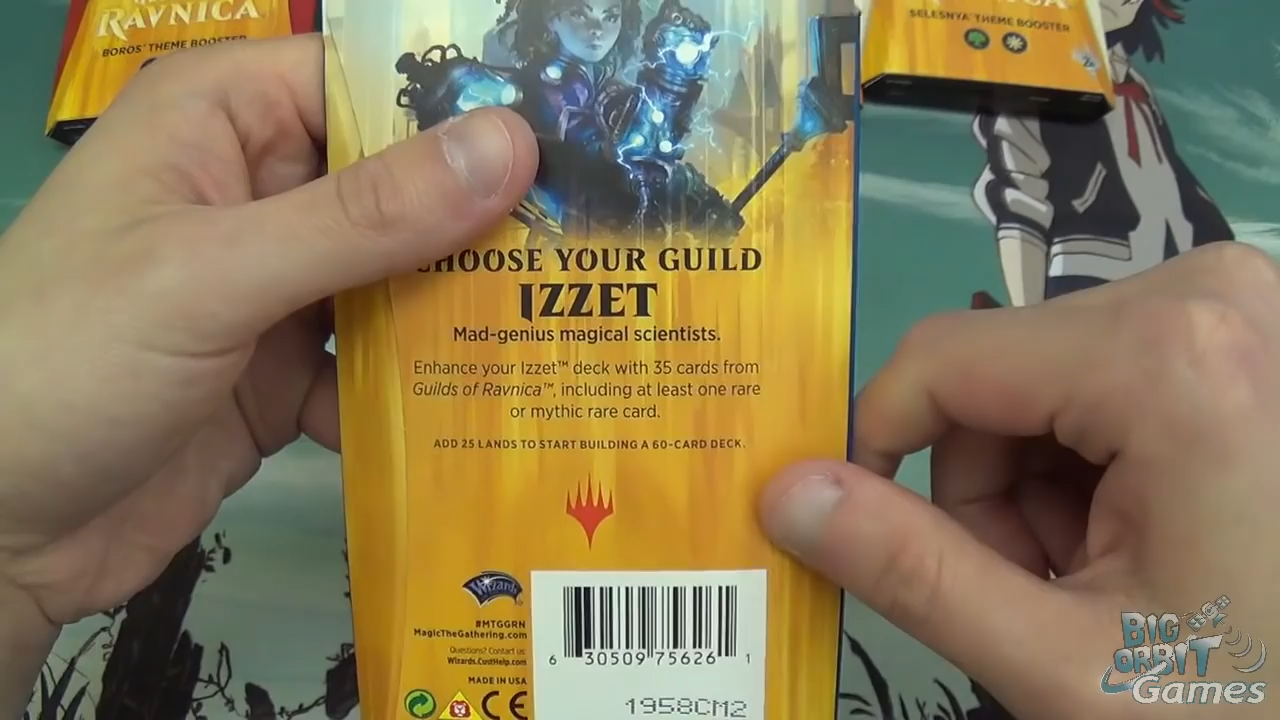 RAVNICA
BOROS THEME BOOSTER
SELESNYA THEME BOOSTER
CHOOSE YOUR GUILD
IZZET
Mad-genius magical scientists.
Enhance your Izzet™ deck with 35 cards from
Guilds of Ravnica™, including at least one rare
or mythic rare card.
ADD 25 LANDS TO START BUILDING A 60-CARD DECK.
Wizards
#MTGGRN
MagicTheGathering.com
Questions? Contact us:
Wizards.CustHelp.com
MADE IN USA
CE
6 30509 75626 1
1958CM2
BIG
ORBIT
Games